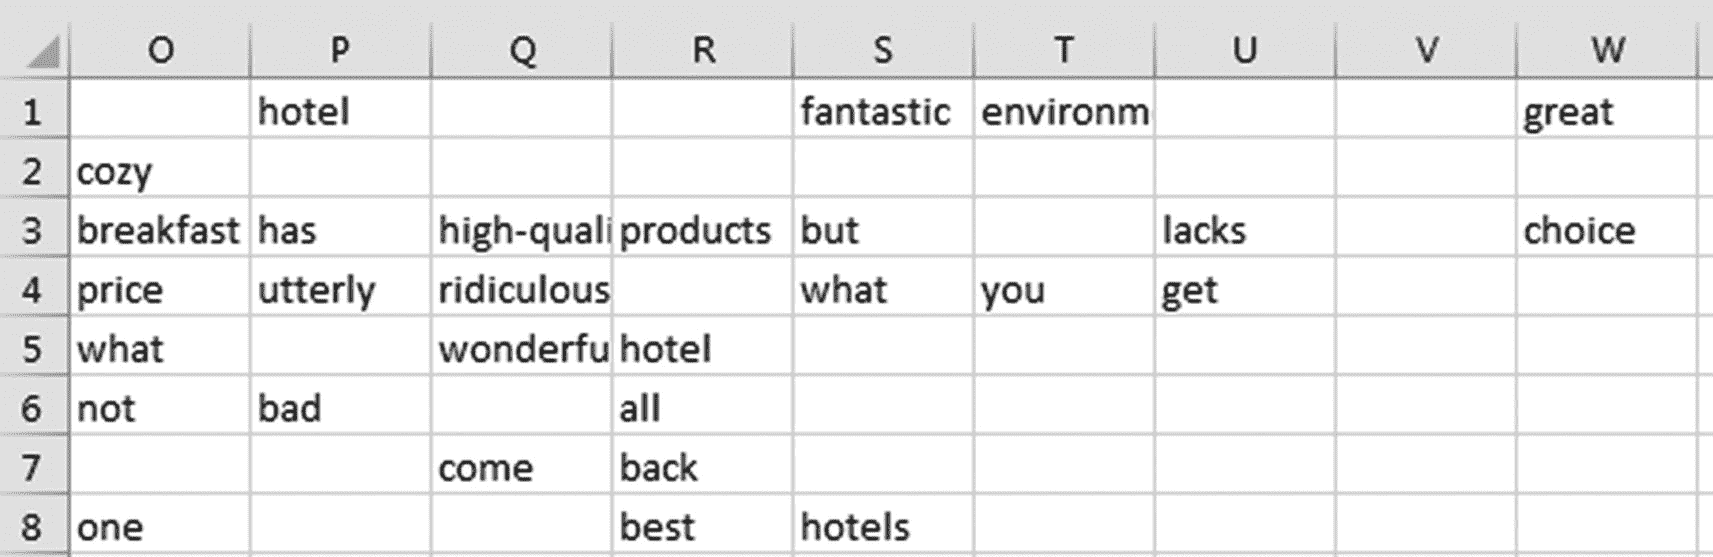 O P Q R S T U V W
1 hotel fantastic environm great
2 cozy
3 breakfast has high-quali products but lacks choice
4 price utterly ridiculous what you get
5 what wonderfu hotel
6 not bad all
7 come back
8 one best hotels